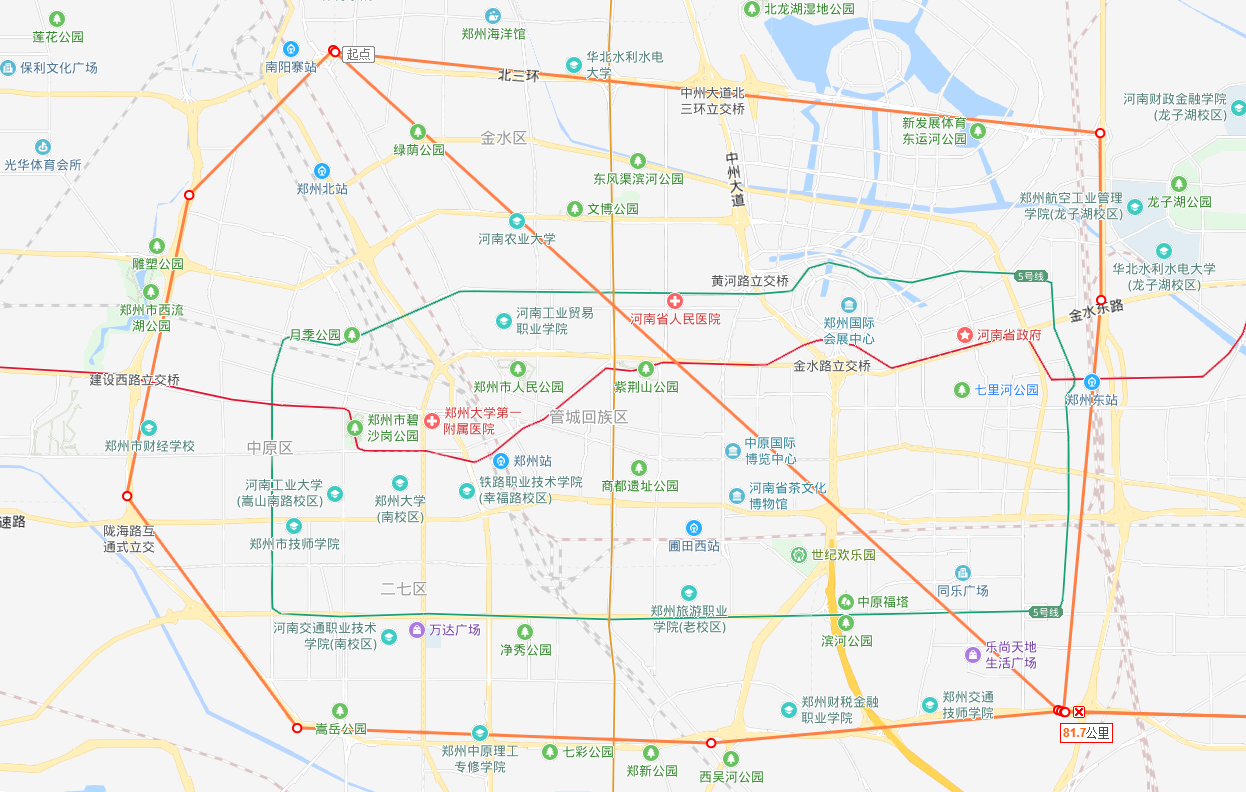 北龙湖湿地公园
莲花公园
郑州海洋馆
南阳寨站
起点
保利文化广场
华北水利水电
大学
北三环
中州大道北
三环立交桥
河南财政金融学院
(龙子湖校区)
新发展体育
东运河公园
金水区
绿荫公园
光华体育会所
郑州北站
东风渠滨河公园
中州大道
郑州航空工业管理
学院(龙子湖校区)
龙子湖公园
文博公园
河南农业大学
雕塑公园
华北水利水电大学
(龙子湖校区)
黄河路立交桥
5号线
郑州市西流
湖公园
河南省人民医院
河南工业贸易
职业学院
郑州国际
会展中心
金水东路
月季公园
河南省政府
金水路立交桥
建设西路立交桥
郑州市人民公园
紫荆山公园
七里河公园
郑州东站
郑州市碧
沙岗公园
郑州大学第一
附属医院
管城回族区
郑州市财经学校
中原区
中原国际
博览中心
郑州站
河南工业大学
(嵩山南路校区)
郑州大学
(南校区)
铁路职业技术学院
(幸福路校区)
商都遗址公园
河南省茶文化
博物馆
速路
陇海路互
通式立交
郑州市技师学院
圃田西站
世纪欢乐园
二七区
同乐广场
郑州旅游职业
学院(老校区)
中原福塔
5号线
河南交通职业技术
学院(南校区)
万达广场
净秀公园
滨河公园
乐尚天地
生活广场
郑州财税金融
职业学院
郑州交通
技师学院
嵩岳公园
81.7公里
郑州中原理工
专修学院
七彩公园
郑新公园
西吴河公园